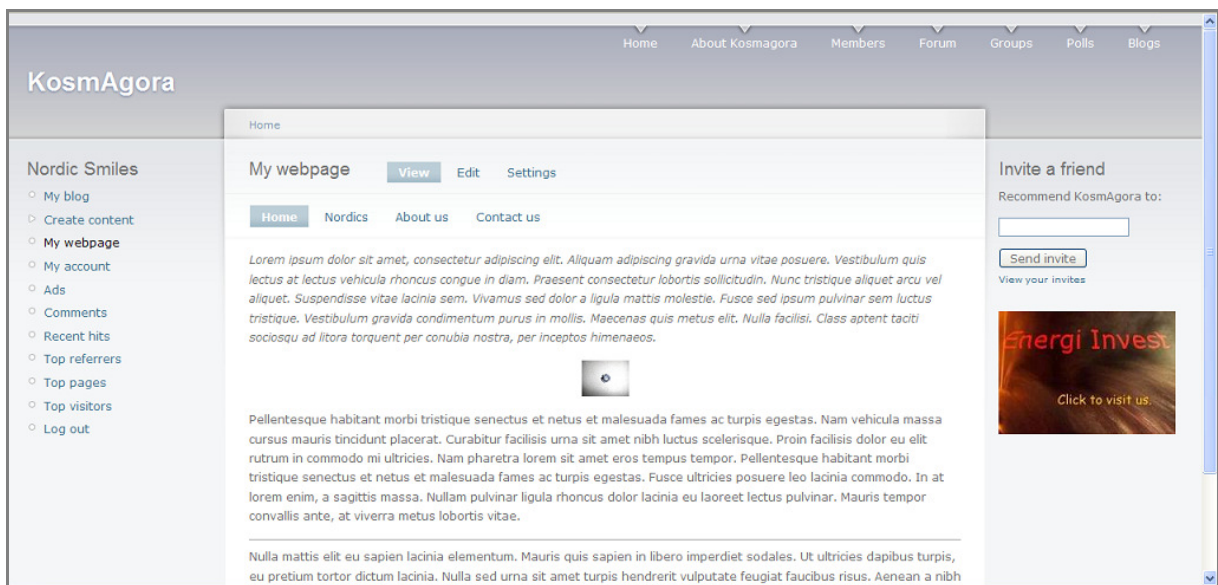 Home About Kosmagora Members Forum Groups Polls Blogs
KosmAgora
Home
Nordic Smiles
My blog
Create content
My webpage
My account
Ads
Comments
Recent hits
Top referrers
Top pages
Top visitors
Log out
My webpage View Edit Settings
Home Nordics About us Contact us
Lorem ipsum dolor sit amet, consectetur adipiscing elit. Aliquam adipiscing gravida urna vitae posuere. Vestibulum quis
lectus at lectus vehicula rhoncus congue in diam. Praesent consectetur lobortis sollicitudin. Nunc tristique aliquet arcu vel
aliquet. Suspendisse vitae lacinia sem. Vivamus sed dolor a ligula mattis molestie. Fusce sed ipsum pulvinar sem luctus
tristique. Vestibulum gravida condimentum purus in mollis. Maecenas quis metus elit. Nulla facilisi. Class aptent taciti
sociosqu ad litora torquent per conubia nostra, per inceptos himenaeos.
Pellentesque habitant morbi tristique senectus et netus et malesuada fames ac turpis egestas. Nam vehicula massa
cursus mauris tincidunt placerat. Curabitur facilisis urna sit amet nibh luctus scelerisque. Proin facilisis dolor eu elit
rutrum in commodo mi ultricies. Nam pharetra lorem sit amet eros tempus tempor. Pellentesque habitant morbi
tristique senectus et netus et malesuada fames ac turpis egestas. Fusce ultricies posuere leo lacinia commodo. In at
lorem enim, a sagittis massa. Nullam pulvinar ligula rhoncus dolor lacinia eu laoreet lectus pulvinar. Mauris tempor
convallis ante, at viverra metus lobortis vitae.
Nulla mattis elit eu sapien lacinia elementum. Mauris quis sapien in libero imperdiet sodales. Ut ultricies dapibus turpis,
eu pretium tortor dictum lacinia. Nulla sed urna sit amet turpis hendrerit vulputate feugiat faucibus risus. Aenean a nibh
Invite a friend
Recommend KosmAgora to:
Send invite
View your invites
Energi Invest
Click to visit us.